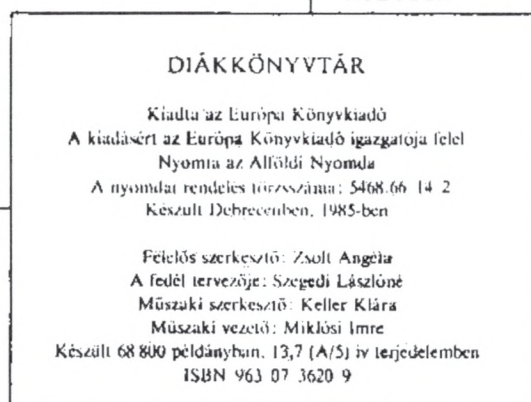 DIÁKKÖNYVTÁR
Kiadta az Európa Könyvkiadó
A kiadásért az Európa Könyvkiadó igazgatója felel
Nyomta az Alföldi Nyomda
A nyomdai rendelés törzsszáma: 5468.66-14-2
Készült Debrecenben, 1985-ben
Felelős szerkesztő: Zsolt Angéla
A fedél tervezője: Szegedi Lászlóné
Műszaki szerkesztő: Keller Klára
Műszaki vezető: Miklósi Imre
Készült 68 800 példányban, 13,7 (A/5) ív terjedelemben
ISBN 963 07 3620 9